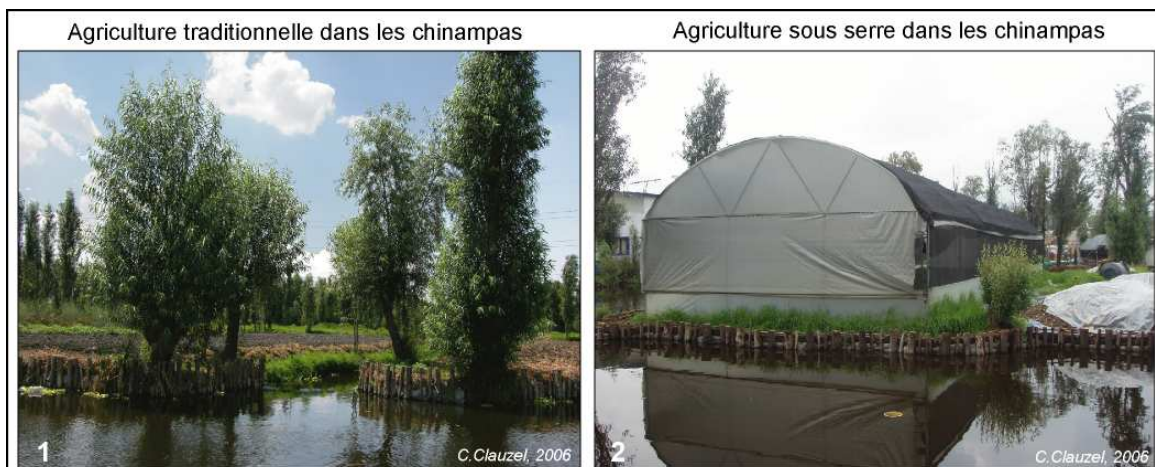 Agriculture traditionnelle dans les chinampas
Agriculture sous serre dans les chinampas
1
C.Clauzel, 2006
2
C.Clauzel, 2006